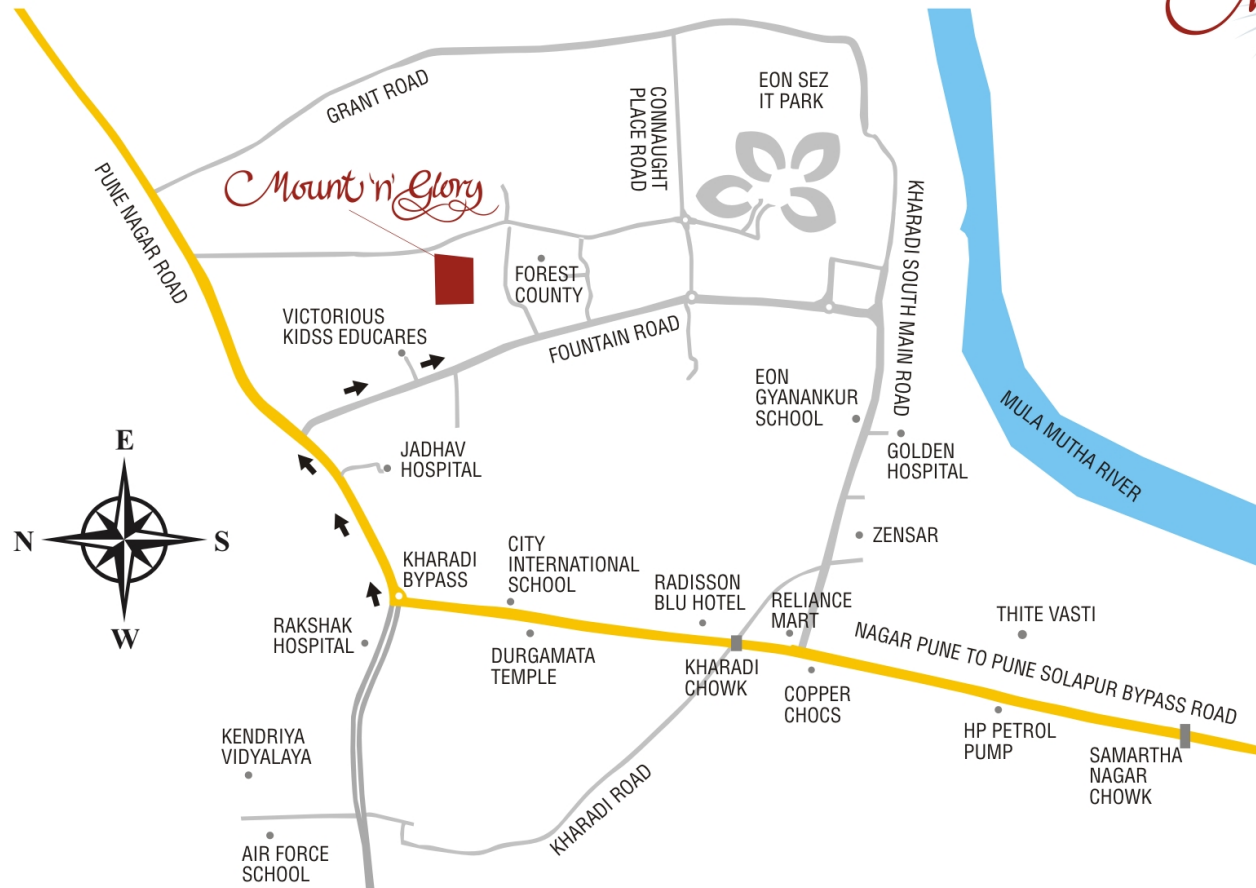 GRANT ROAD
CONNAUGHT
PLACE ROAD
EON SEZ
IT PARK
PUNE NAGAR ROAD
Mount 'n' Glory
KHARADI SOUTH MAIN ROAD
FOREST
COUNTY
VICTORIOUS
KIDSS EDUCARES
FOUNTAIN ROAD
EON
GYANANKUR
SCHOOL
MULA MUTHA RIVER
E
N
S
W
JADHAV
HOSPITAL
GOLDEN
HOSPITAL
ZENSAR
KHARADI
BYPASS
CITY
INTERNATIONAL
SCHOOL
RADISSON
BLU HOTEL
RELIANCE
MART
THITE VASTI
RAKSHAK
HOSPITAL
DURGAMATA
TEMPLE
KHARADI
CHOWK
NAGAR PUNE TO PUNE SOLAPUR BYPASS ROAD
COPPER
CHOCS
HP PETROL
PUMP
SAMARTHA
NAGAR
CHOWK
KENDRIYA
VIDYALAYA
KHARADI ROAD
AIR FORCE
SCHOOL